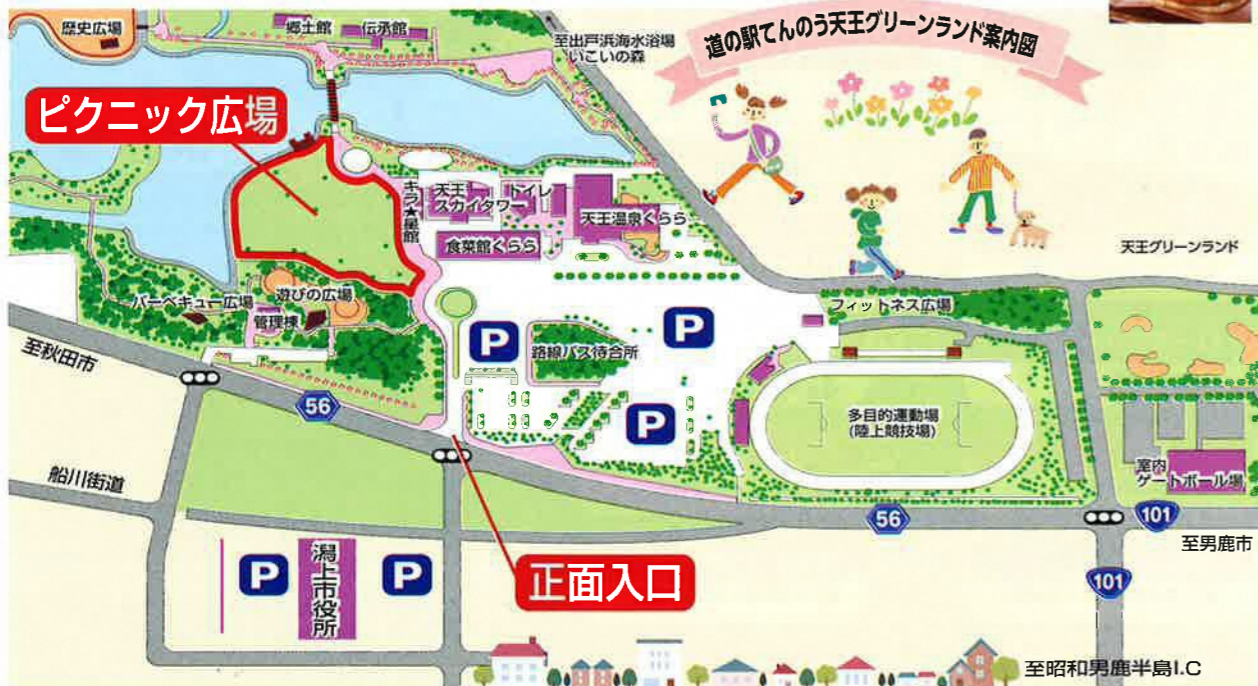 道の駅てんのう天王グリーンランド案内図
歴史広場
郷土館
伝承館
至出戸浜海水浴場
いこいの森
ピクニック広場
キラ★星館
天王
スカイタワー
トイレ
天王温泉くらら
食菜館くらら
天王グリーンランド
バーベキュー広場
遊びの広場
管理棟
フィットネス広場
P
P
路線バス待合所
至秋田市
56
P
多目的運動場
(陸上競技場)
船川街道
室内
ゲートボール場
56
101
至男鹿市
P
潟上市役所
P
正面入口
101
至昭和男鹿半島I.C